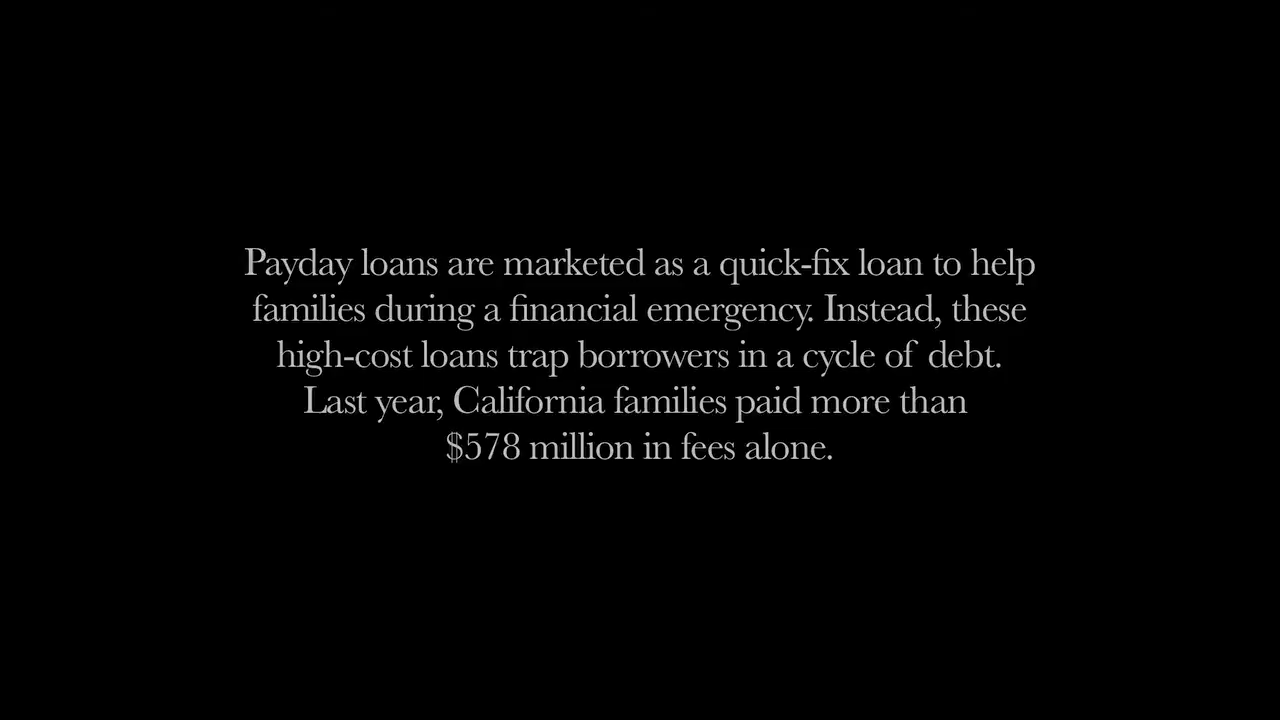 Payday loans are marketed as a quick-fix loan to help
families during a financial emergency. Instead, these
high-cost loans trap borrowers in a cycle of debt.
Last year, California families paid more than
$578 million in fees alone.